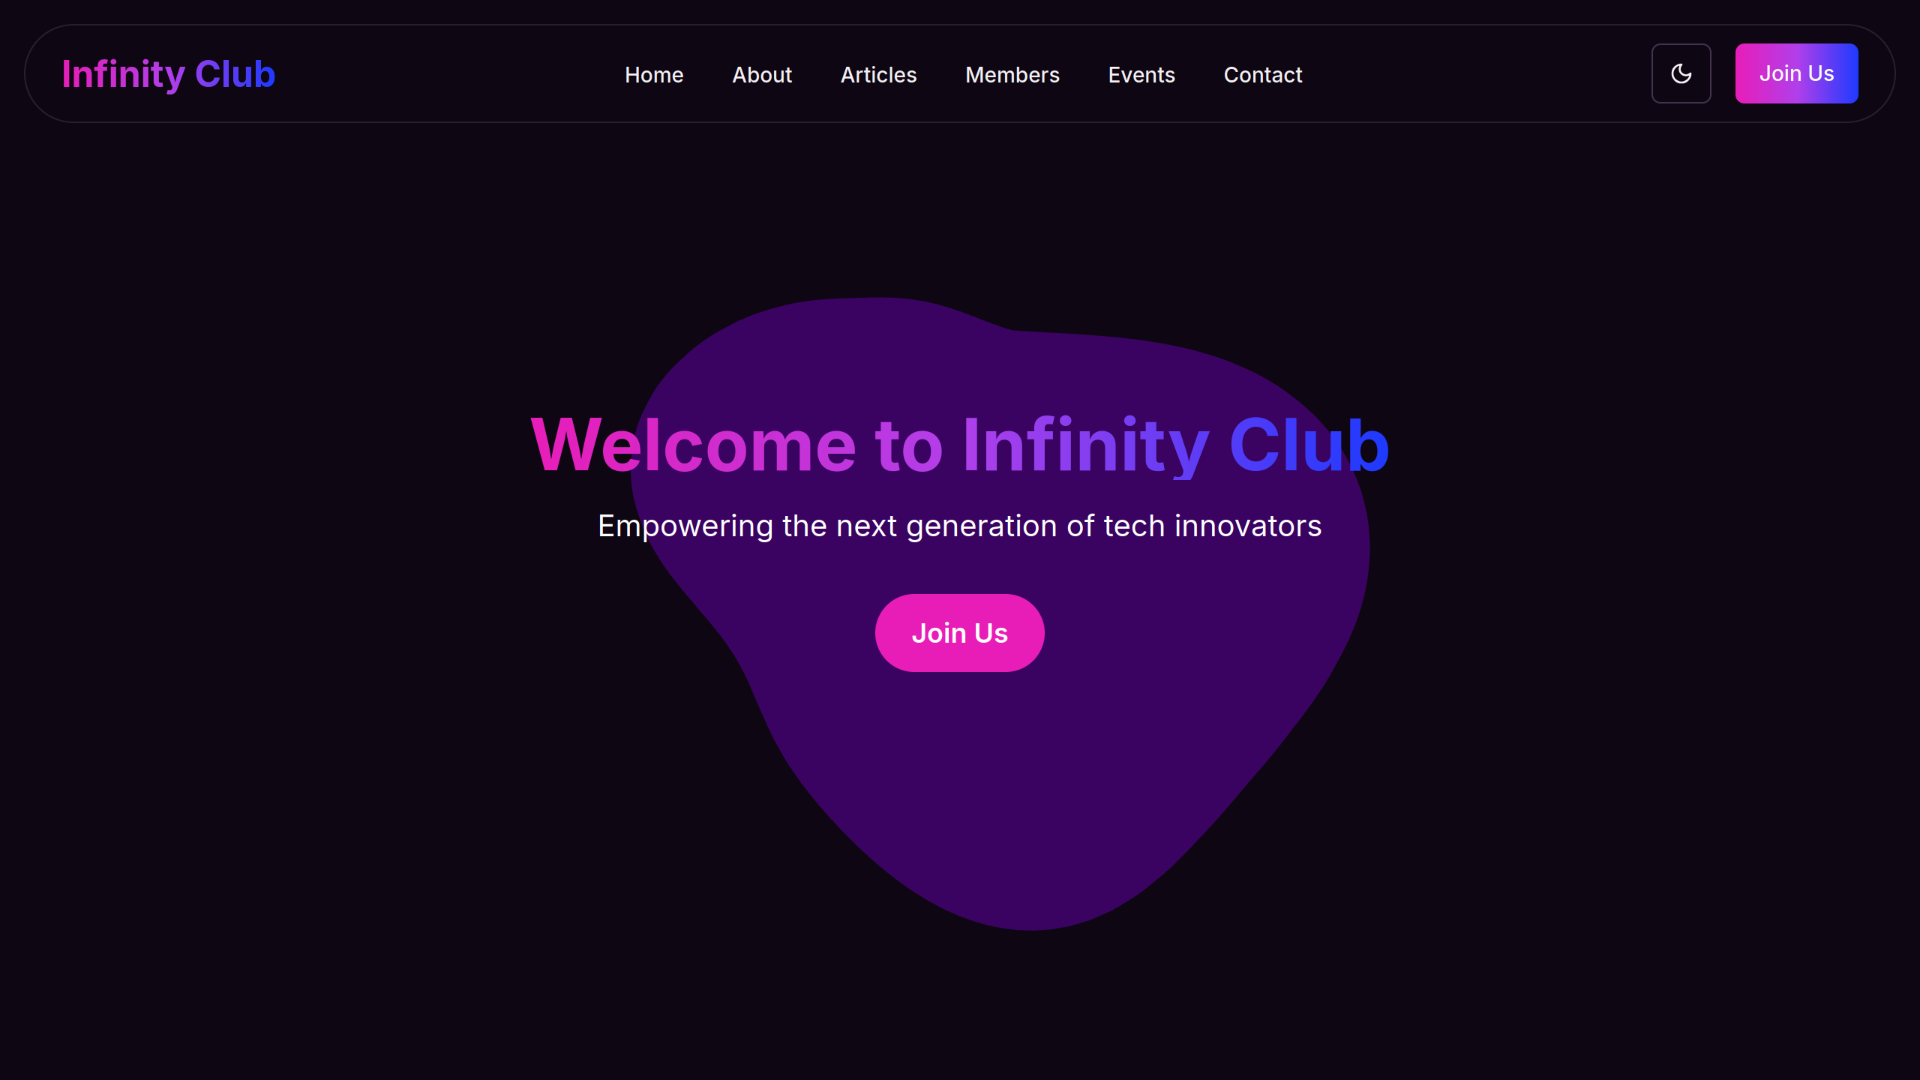 Infinity Club
Home About Articles Members Events Contact
Join Us
Welcome to Infinity Club
Empowering the next generation of tech innovators
Join Us